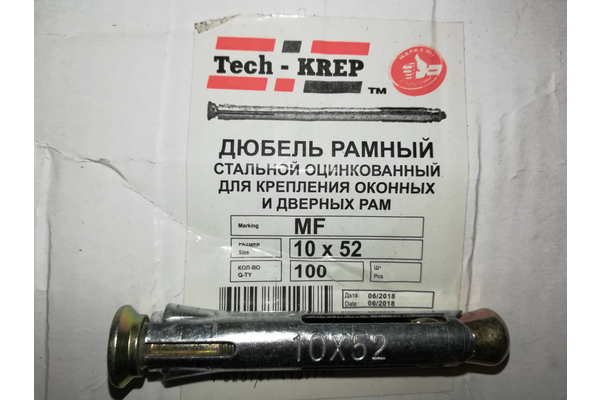 Tech - KREP
TM
ДЮБЕЛЬ РАМНЫЙ
СТАЛЬНОЙ ОЦИНКОВАННЫЙ
ДЛЯ КРЕПЛЕНИЯ ОКОННЫХ
И ДВЕРНЫХ РАМ
Marking MF
РАЗМЕР
Size 10 x 52
КОЛ-ВО
Q-TY 100 Шт
Pcs
Дата: 06/2018
Date: 06/2018
10X52